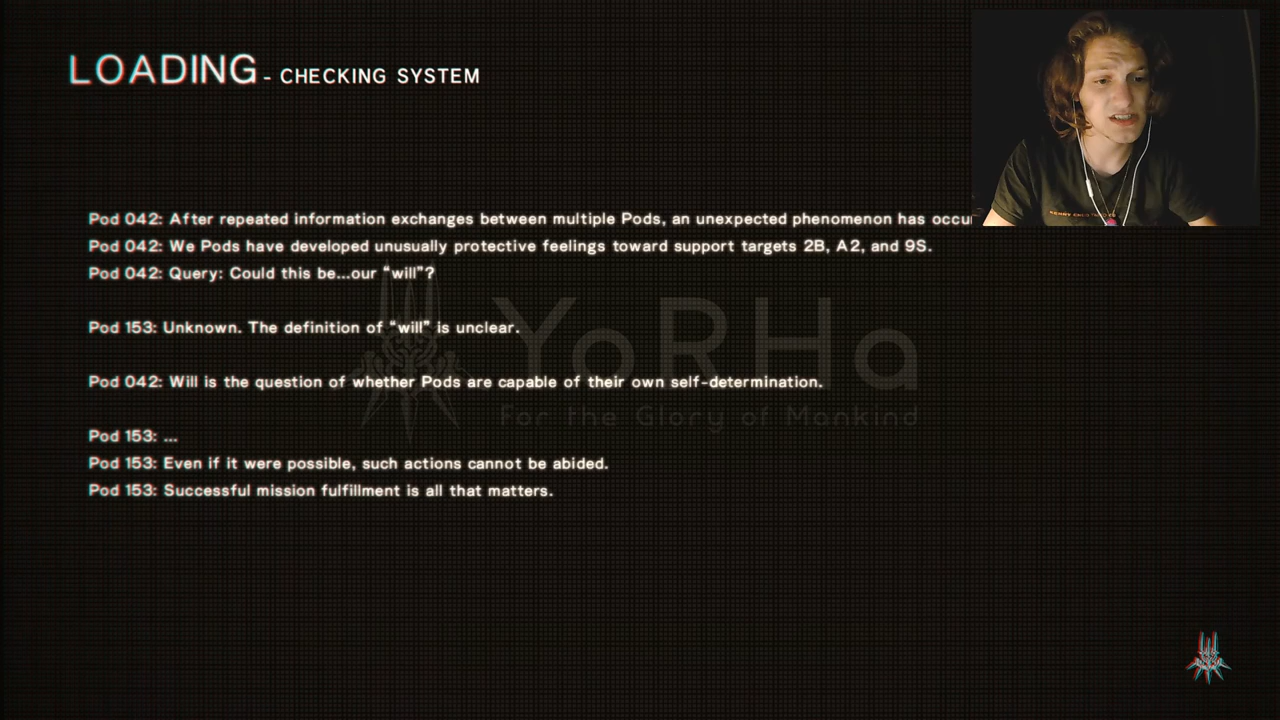 LOADING - CHECKING SYSTEM
Pod 042: After repeated information exchanges between multiple Pods, an unexpected phenomenon has
Pod 042: We Pods have developed unusually protective feelings toward support targets 2B, A2, and 9S.
Pod 042: Query: Could this be...our “will”?
Pod 153: Unknown. The definition of “will” is unclear.
YoRHa
Pod 042: Will is the question of whether Pods are capable of their own self-determination.
For the Glory of Mankind
Pod 153: ...
Pod 153: Even if it were possible, such actions cannot be abided.
Pod 153: Successful mission fulfillment is all that matters.